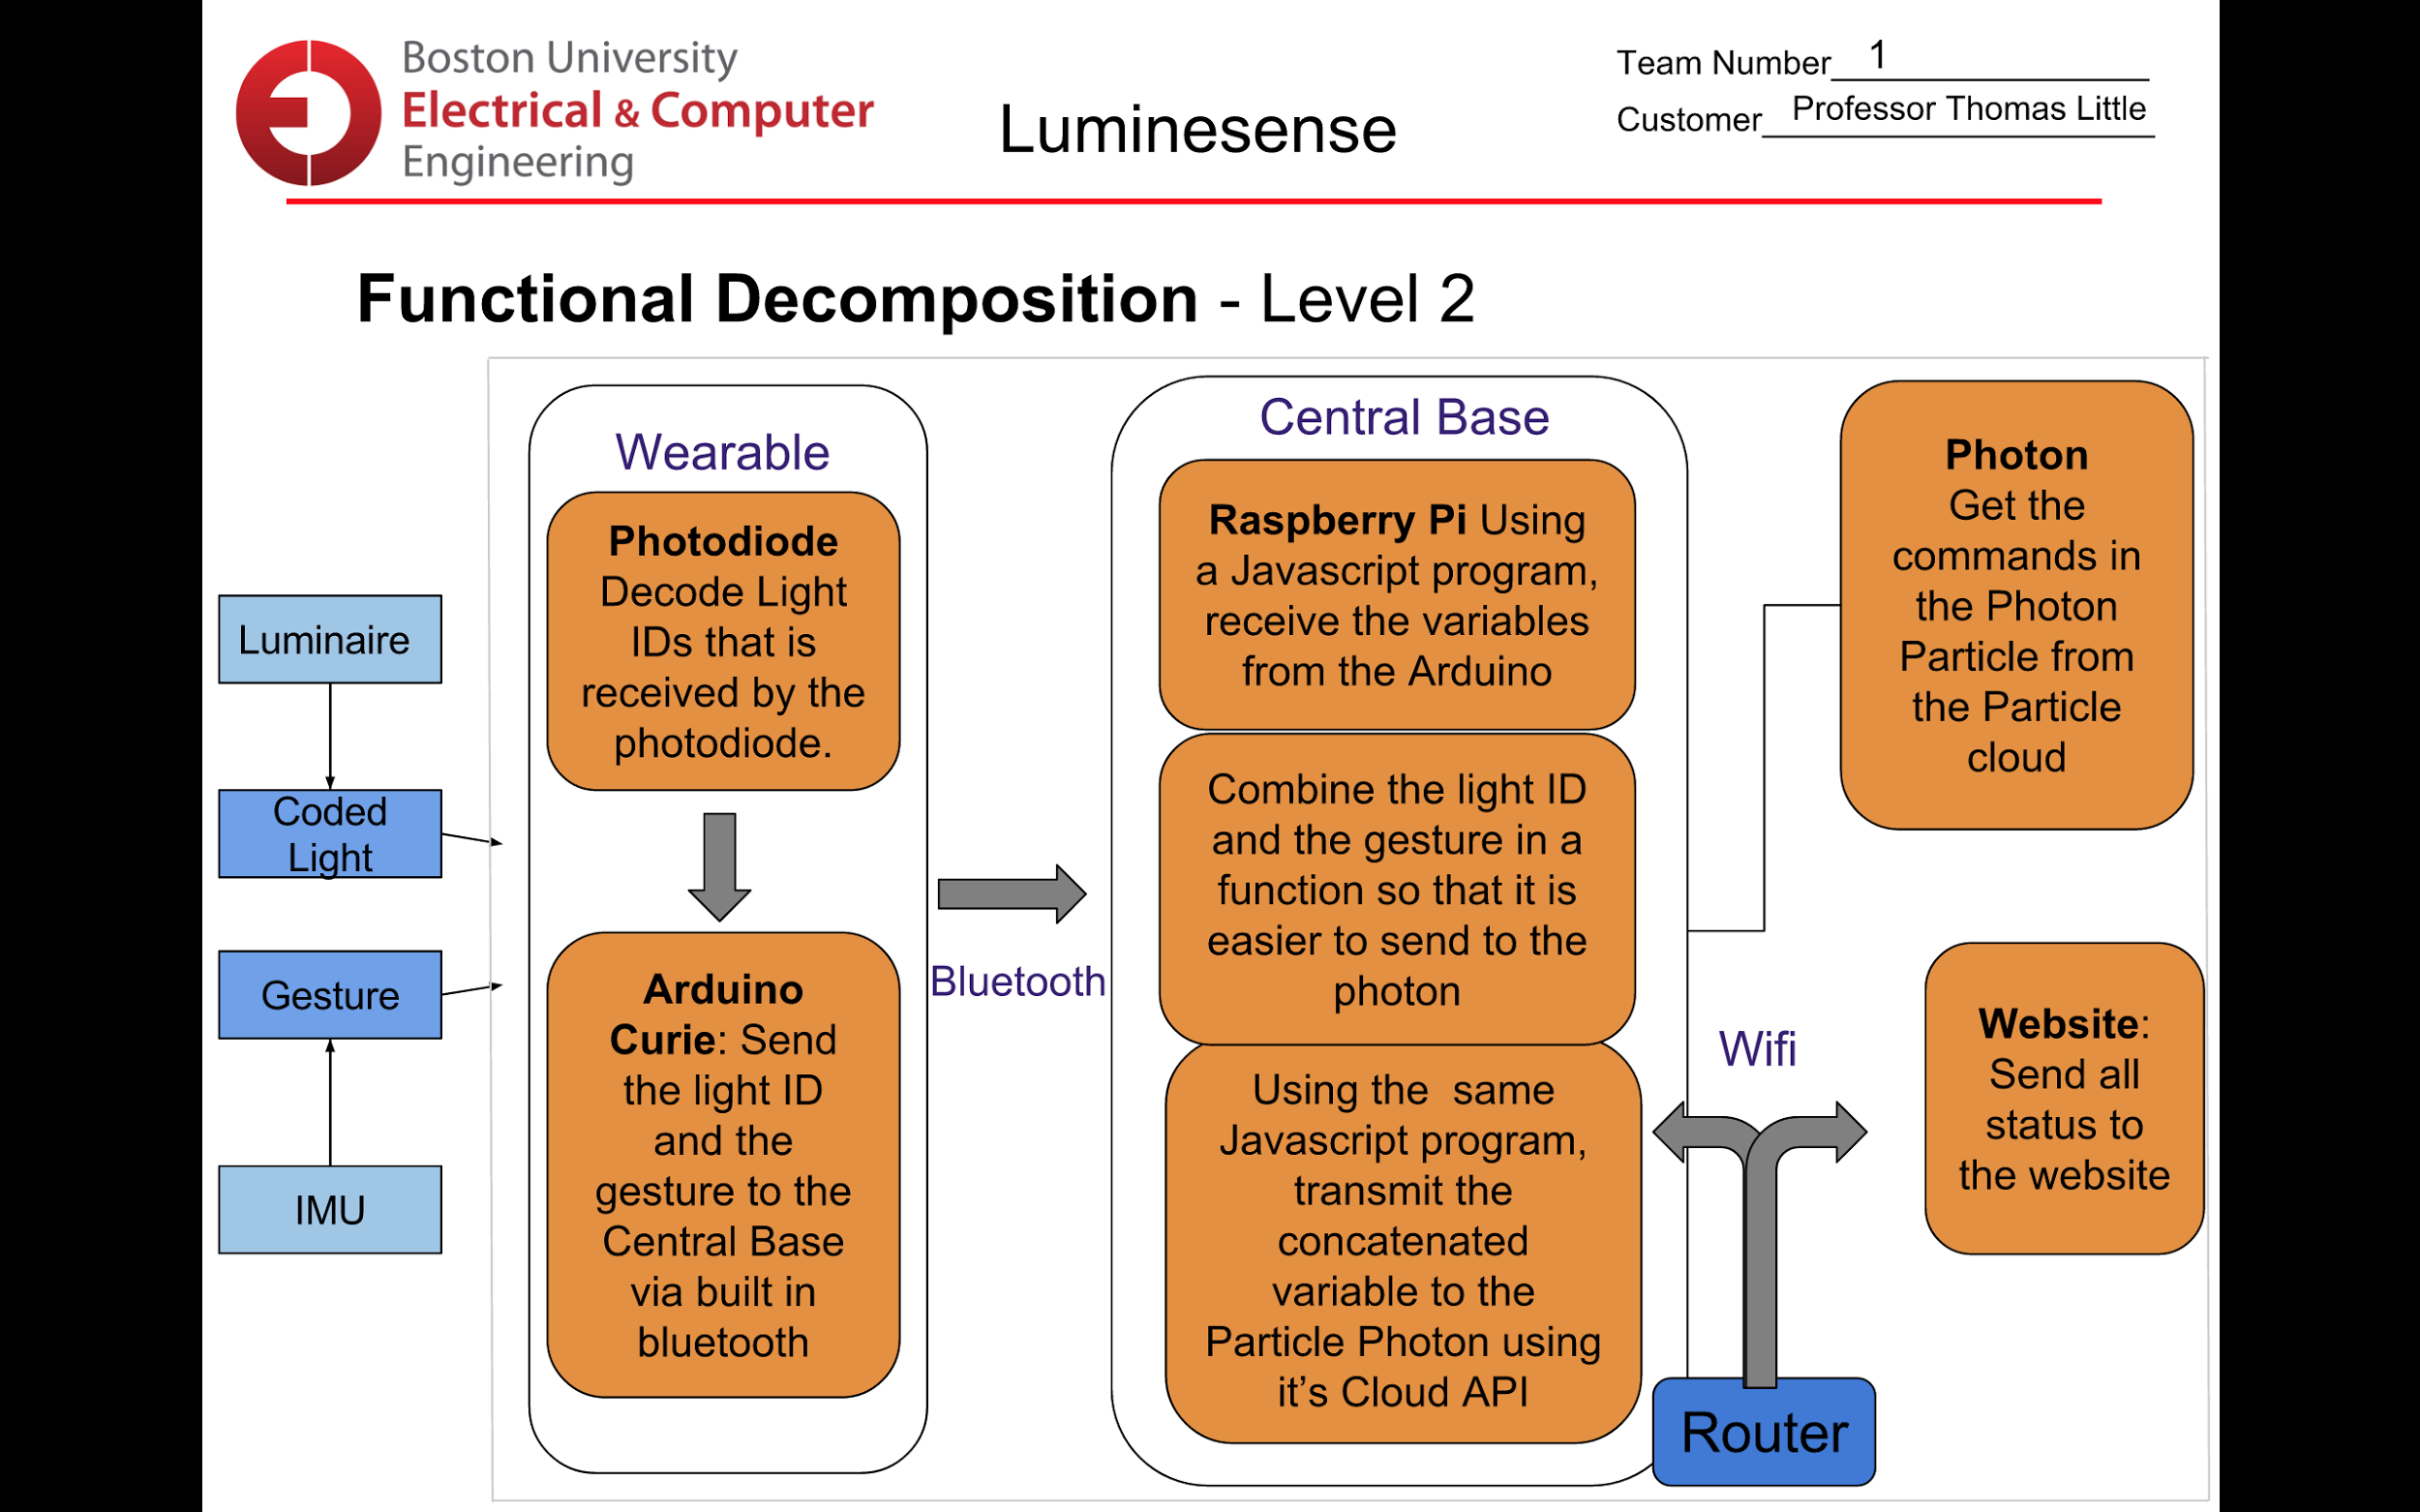 Boston University
Electrical & Computer
Engineering
Luminesense
Team Number 1
Customer Professor Thomas Little
Functional Decomposition - Level 2
Luminaire
Coded
Light
Gesture
IMU
Wearable
Photodiode
Decode Light
IDs that is
received by the
photodiode.
Arduino
Curie: Send
the light ID
and the
gesture to the
Central Base
via built in
bluetooth
Bluetooth
Central Base
Raspberry Pi Using
a Javascript program,
receive the variables
from the Arduino
Combine the light ID
and the gesture in a
function so that it is
easier to send to the
photon
Using the  same
Javascript program,
transmit the
concatenated
variable to the
Particle Photon using
it’s Cloud API
Photon
Get the
commands in
the Photon
Particle from
the Particle
cloud
Wifi
Website:
Send all
status to
the website
Router